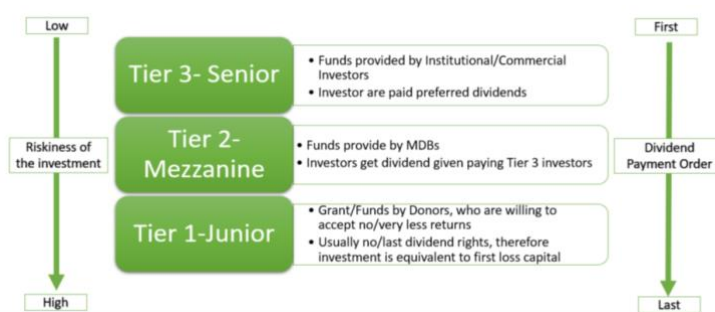 Low
First
Tier 3- Senior
• Funds provided by Institutional/Commercial
Investors
• Investor are paid preferred dividends
Riskiness of
the investment
Tier 2-
Mezzanine
• Funds provide by MDBs
• Investors get dividend given paying Tier 3 investors
Dividend
Payment Order
Tier 1-Junior
• Grant/Funds by Donors, who are willing to
accept no/very less returns
• Usually no/last dividend rights, therefore
investment is equivalent to first loss capital
High
Last